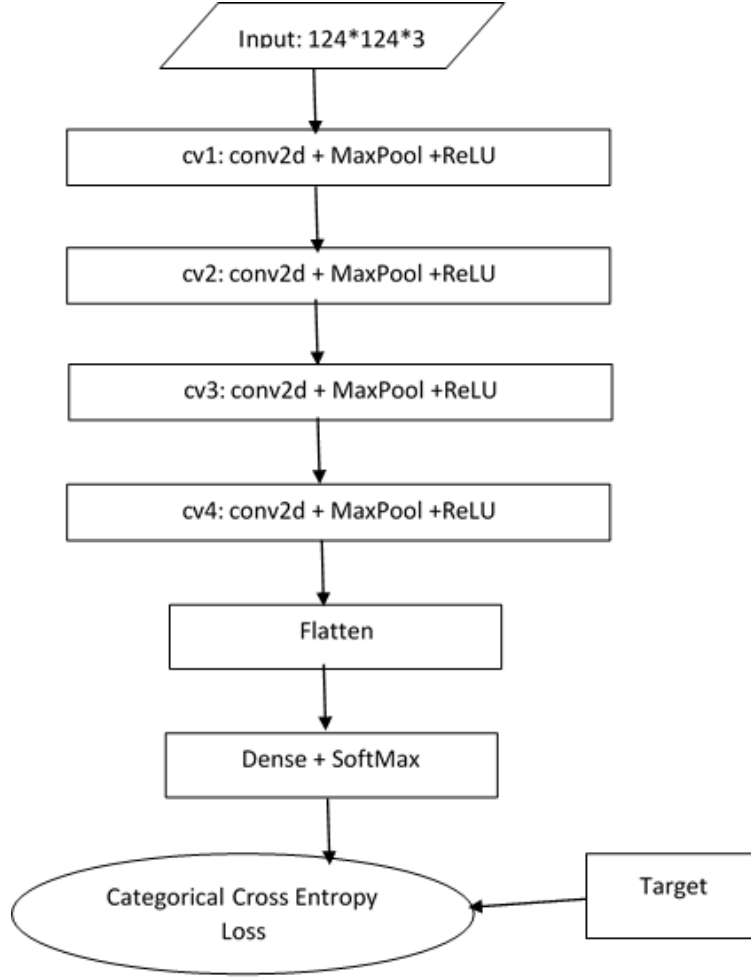 Input: 124*124*3
cv1: conv2d + MaxPool +ReLU
cv2: conv2d + MaxPool +ReLU
cv3: conv2d + MaxPool +ReLU
cv4: conv2d + MaxPool +ReLU
Flatten
Dense + SoftMax
Categorical Cross Entropy
Loss
Target